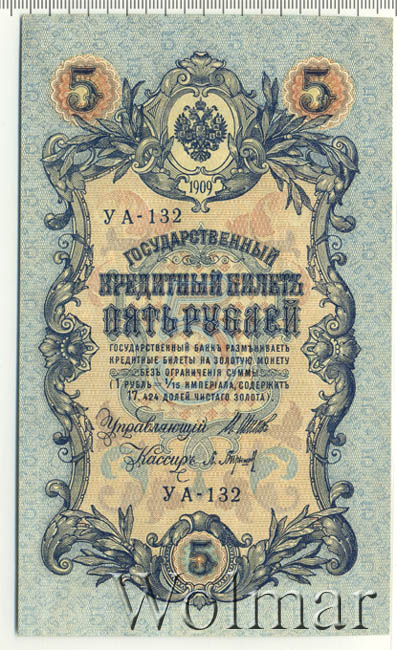 5 5
1909
УА-132
ГОСУДАРСТВЕННЫЙ
КРЕДИТНЫЙ БИЛЕТЪ
ПЯТЬ РУБЛЕЙ
ГОСУДАРСТВЕННЫЙ БАНКЪ РАЗМѢНИВАЕТЪ
КРЕДИТНЫЕ БИЛЕТЫ НА ЗОЛОТУЮ МОНЕТУ
БЕЗЪ ОГРАНИЧЕНІЯ СУММЫ
(1 РУБЛЬ = 1/15 ИМПЕРІАЛА, СОДЕРЖИТЪ
17,424 ДОЛЕЙ ЧИСТАГО ЗОЛОТА).
Управляющій
Кассиръ
УА-132
5
Wolmar